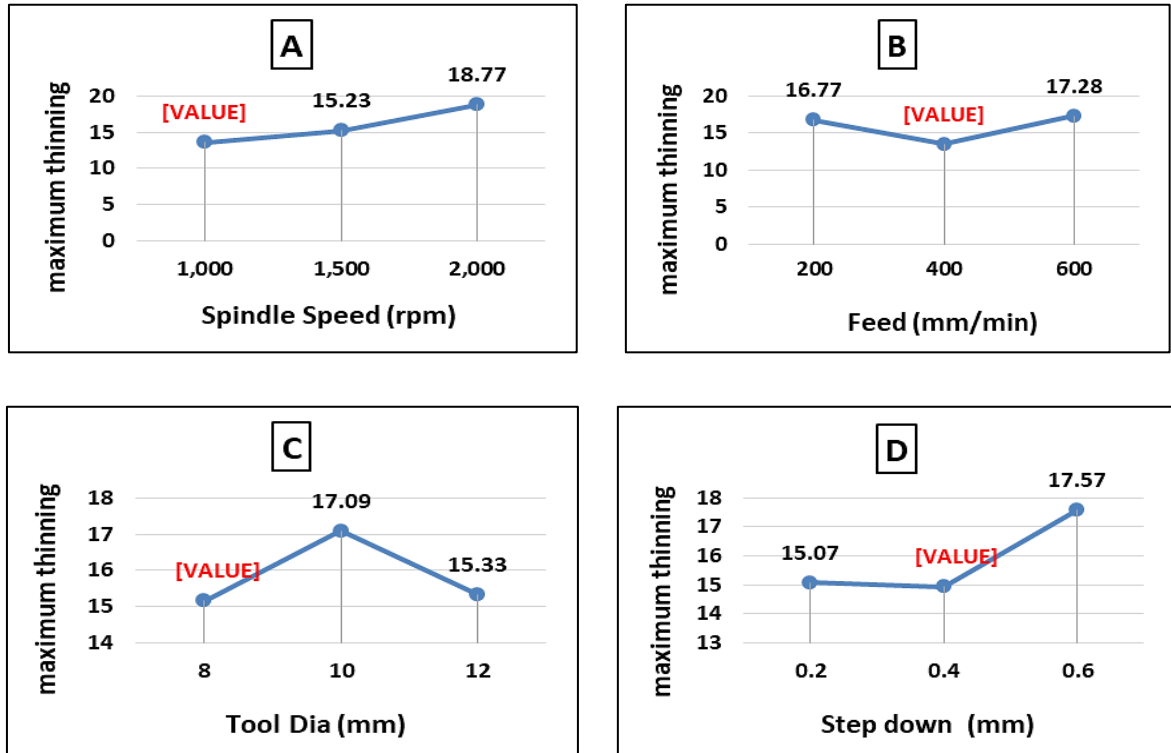 A
maximum thinning
20
15
10
5
0
[VALUE]
15.23
18.77
1,000 1,500 2,000
Spindle Speed (rpm)
B
maximum thinning
20
15
10
5
0
16.77
[VALUE]
17.28
200 400 600
Feed (mm/min)
C
maximum thinning
18
17
16
15
14
[VALUE]
17.09
15.33
8 10 12
Tool Dia (mm)
D
maximum thinning
18
17
16
15
14
13
15.07
[VALUE]
17.57
0.2 0.4 0.6
Step down (mm)